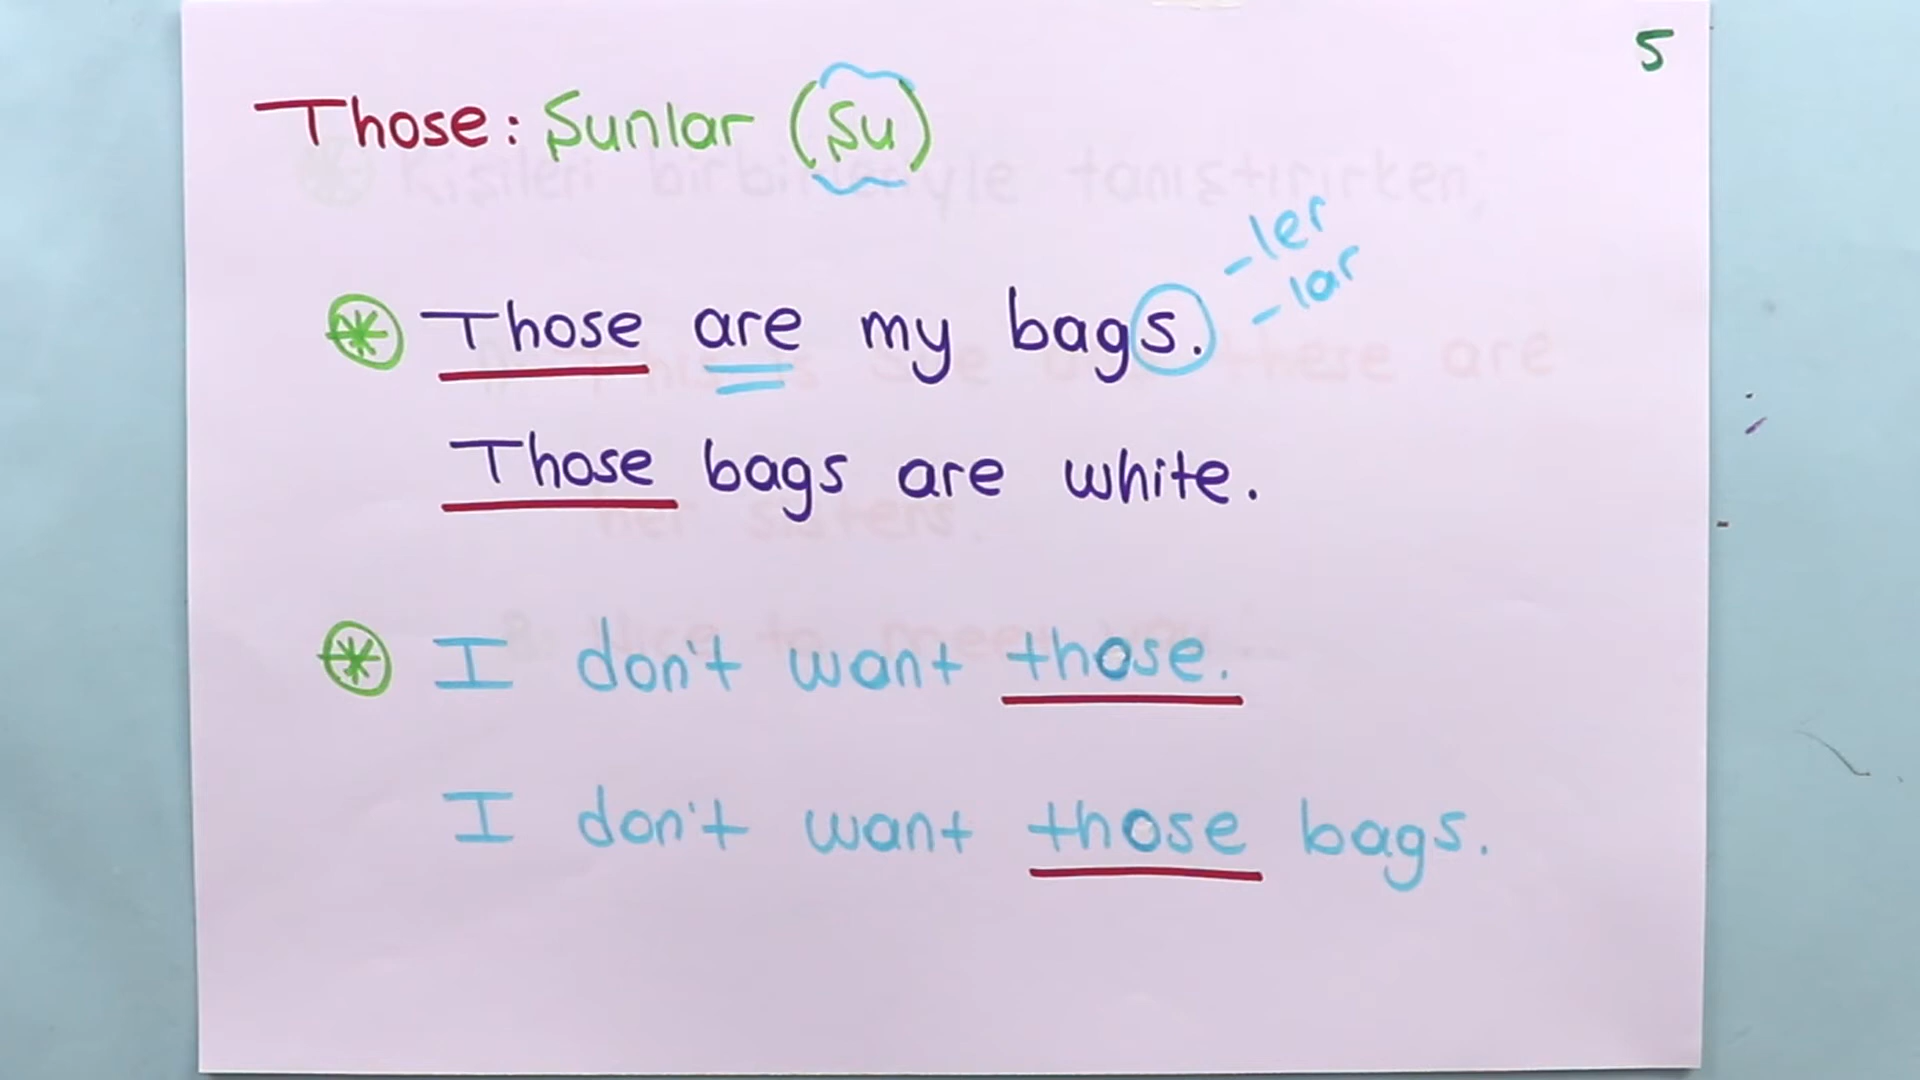 5
Those: Şunlar (Şu)
-ler
-lar
Those are my bags.
Those bags are white.
I don't want those.
I don't want those bags.